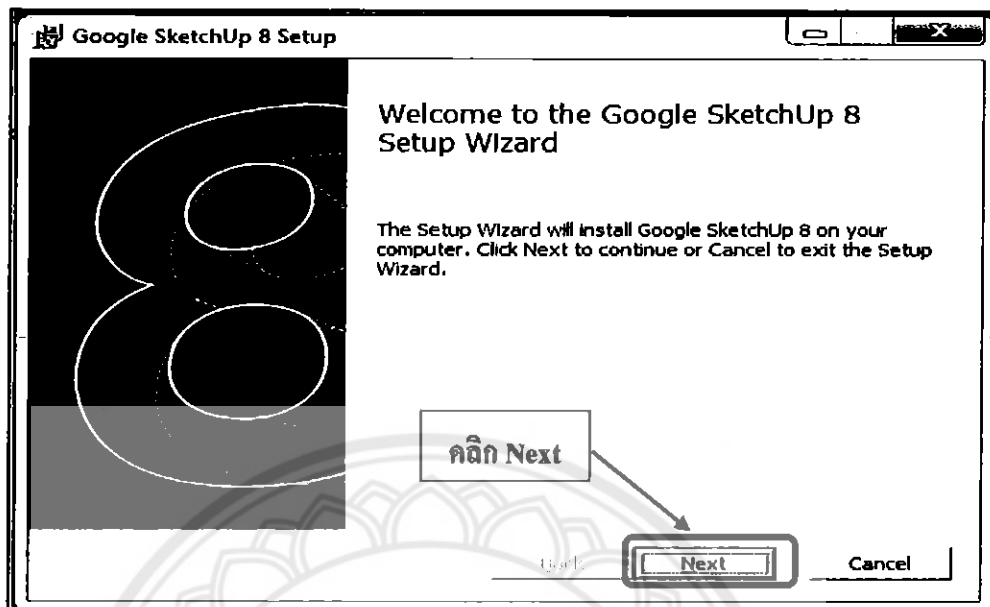 Google SketchUp 8 Setup
Welcome to the Google SketchUp 8
Setup Wizard
The Setup Wizard will install Google SketchUp 8 on your
computer. Click Next to continue or Cancel to exit the Setup
Wizard.
คลิก Next
Next
Cancel